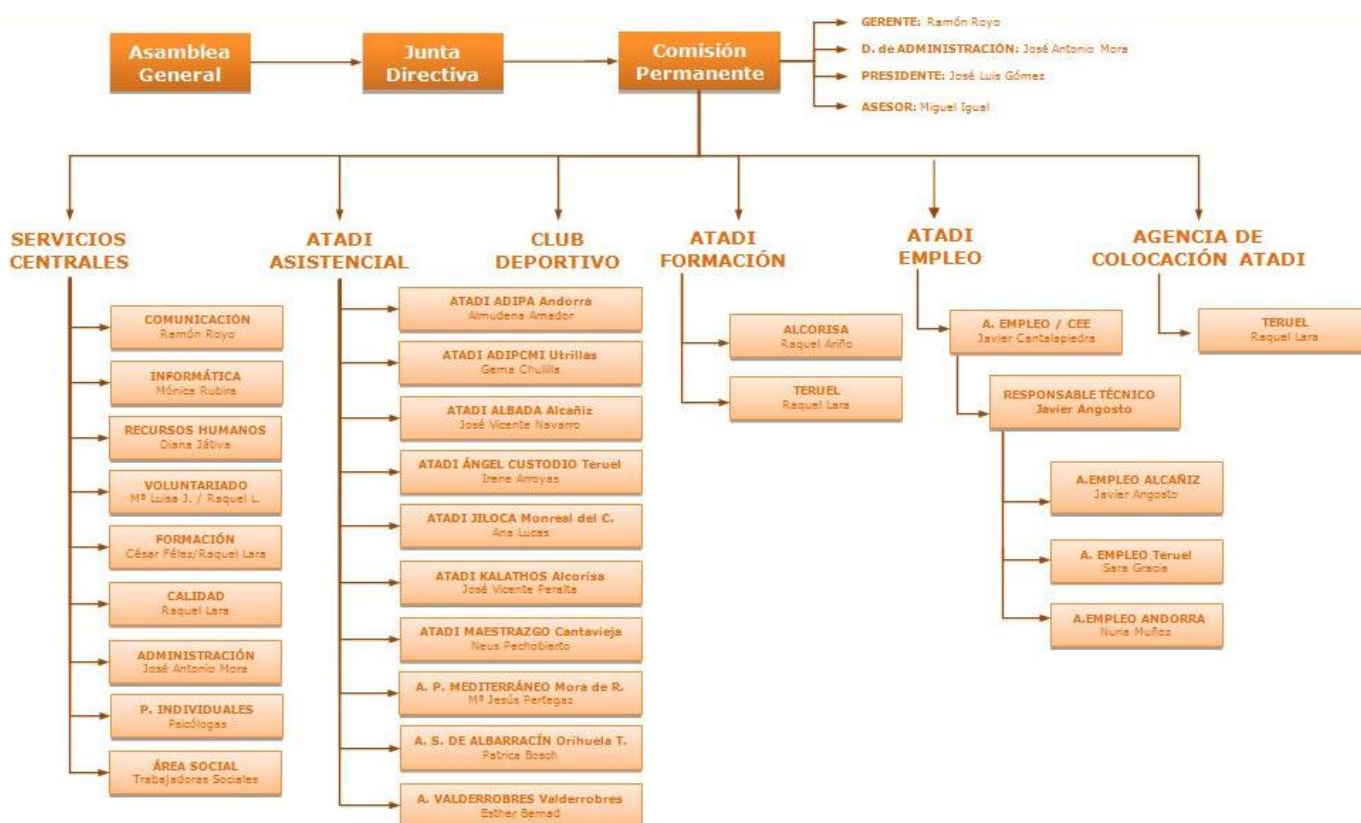 Asamblea
General
Junta
Directiva
Comisión
Permanente
GERENTE: Ramón Royo
D. de ADMINISTRACIÓN: José Antonio Mora
PRESIDENTE: José Luis Gómez
ASESOR: Miguel Igual
SERVICIOS
CENTRALES
COMUNICACIÓN
Ramón Royo
INFORMÁTICA
Mónica Rubira
RECURSOS HUMANOS
Diana Játiva
VOLUNTARIADO
Mª Luisa J. / Raquel L.
FORMACIÓN
César Félez/Raquel Lara
CALIDAD
Raquel Lara
ADMINISTRACIÓN
José Antonio Mora
P. INDIVIDUALES
Psicólogas
ÁREA SOCIAL
Trabajadoras Sociales
ATADI
ASISTENCIAL
ATADI ADIPA Andorra
Almudena Amador
ATADI ADIPCMI Utrillas
Gema Chulilla
ATADI ALBADA Alcañiz
José Vicente Navarro
ATADI ÁNGEL CUSTODIO Teruel
Irene Arroyas
ATADI JILOCA Monreal del C.
Ana Lucas
ATADI KALATHOS Alcorisa
José Vicente Peralta
ATADI MAESTRAZGO Cantavieja
Neus Pechobierto
A. P. MEDITERRÁNEO Mora de R.
Mª Jesús Pertegaz
A. S. DE ALBARRACÍN Orihuela T.
Patrica Bosch
A. VALDERROBRES Valderrobres
Esther Bernad
CLUB
DEPORTIVO
ATADI
FORMACIÓN
ALCORISA
Raquel Ariño
TERUEL
Raquel Lara
ATADI
EMPLEO
A. EMPLEO / CEE
Javier Cantalapiedra
RESPONSABLE TÉCNICO
Javier Angosto
A.EMPLEO ALCAÑIZ
Javier Angosto
A. EMPLEO Teruel
Sara Gracia
A.EMPLEO ANDORRA
Nuria Muñoz
AGENCIA DE
COLOCACIÓN ATADI
TERUEL
Raquel Lara